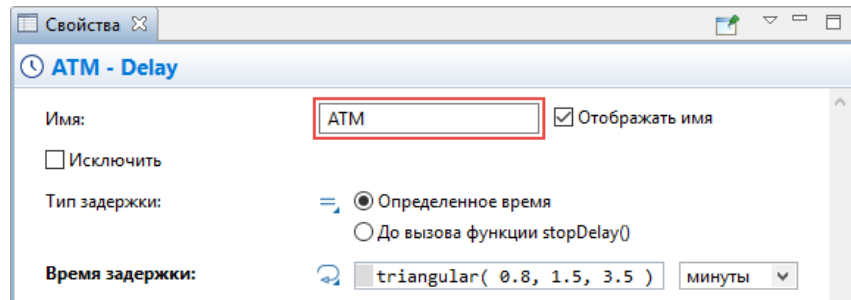 Свойства
ATM - Delay
Имя: ATM Отображать имя
Исключить
Тип задержки: Определенное время
До вызова функции stopDelay()
Время задержки: triangular( 0.8, 1.5, 3.5 ) минуты